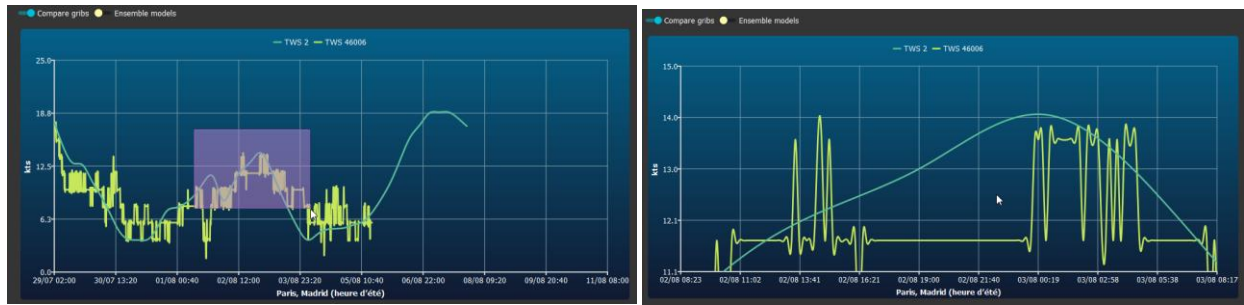 Compare gribs Ensemble models
TWS 2 TWS 46006
25.0
18.8
12.5
6.3
0.0
kts
29/07 02:00 30/07 13:20 01/08 00:40 02/08 12:00 03/08 23:20 05/08 10:40 06/08 22:00 08/08 09:20 09/08 20:40 11/08 08:00
Paris, Madrid (heure d'été)
Compare gribs Ensemble models
TWS 2 TWS 46006
15.0
14.0
13.0
12.1
11.1
kts
02/08 08:23 02/08 11:02 02/08 13:41 02/08 16:21 02/08 19:00 02/08 21:40 03/08 00:19 03/08 02:58 03/08 05:38 03/08 08:17
Paris, Madrid (heure d'été)